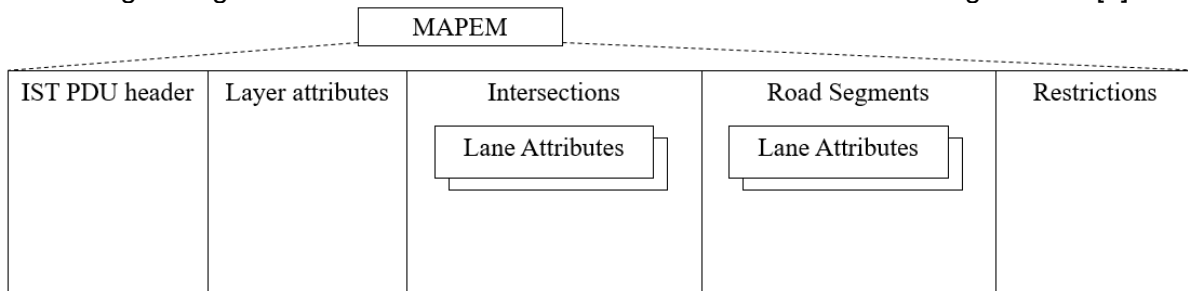 MAPEM
IST PDU header
Layer attributes
Intersections
Road Segments
Restrictions
Lane Attributes
Lane Attributes